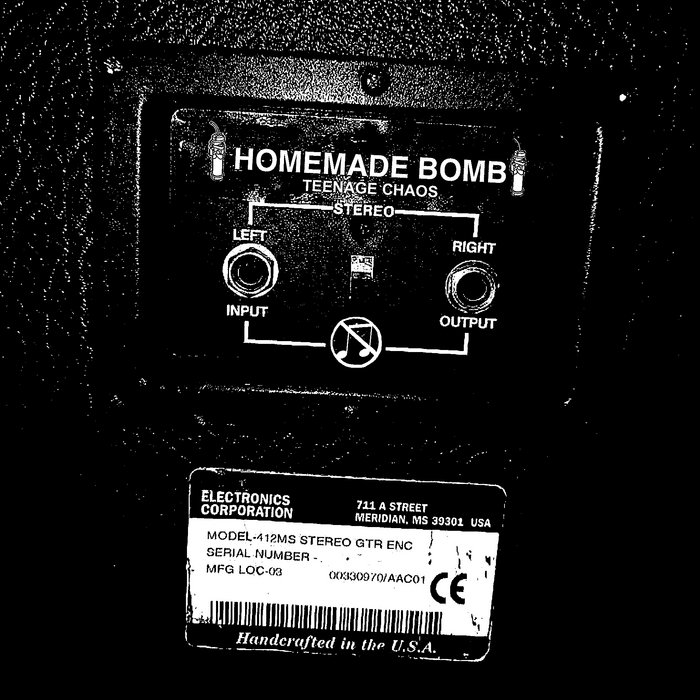 HOMEMADE BOMB
TEENAGE CHAOS
STEREO
LEFT
RIGHT
INPUT
OUTPUT
ELECTRONICS
CORPORATION
711 A STREET
MERIDIAN, MS 39301 USA
MODEL-412MS STEREO GTR ENC
SERIAL NUMBER -
MFG LOC-03
00330970/AAC01
CE
Handcrafted in the U.S.A.